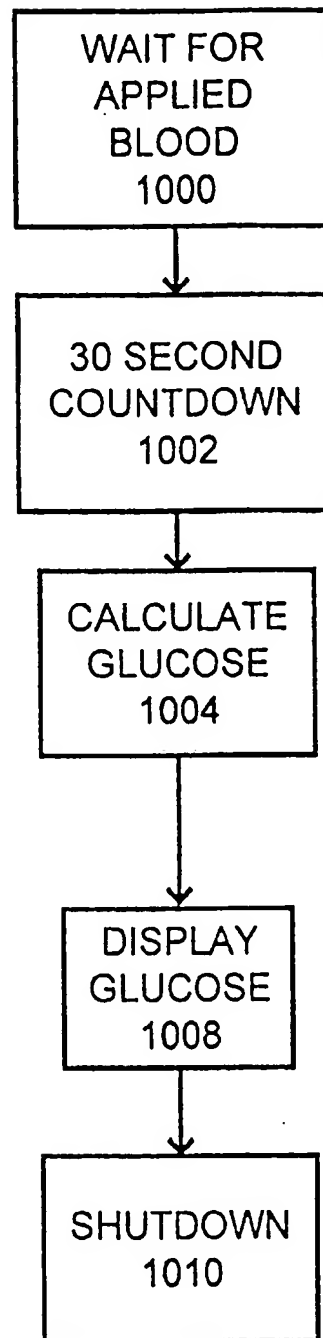 WAIT FOR
APPLIED
BLOOD
1000
30 SECOND
COUNTDOWN
1002
CALCULATE
GLUCOSE
1004
DISPLAY
GLUCOSE
1008
SHUTDOWN
1010